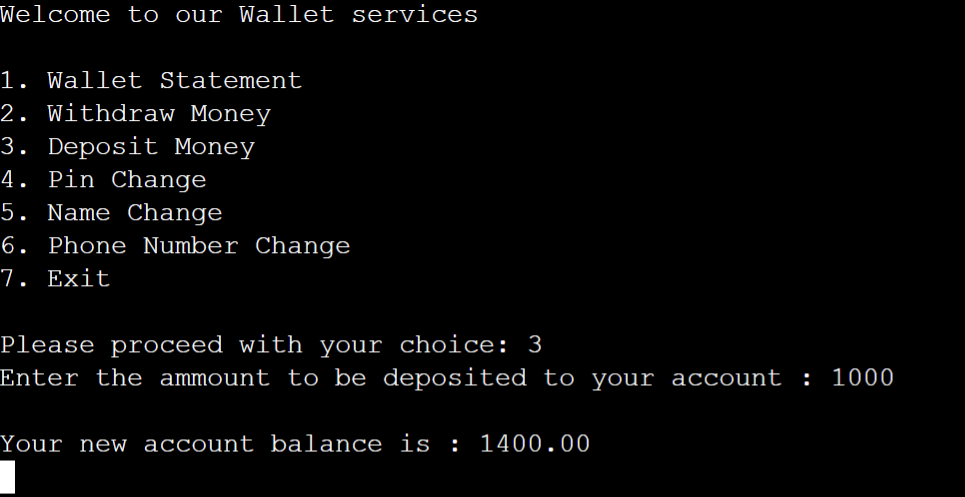 Welcome to our Wallet services
1. Wallet Statement
2. Withdraw Money
3. Deposit Money
4. Pin Change
5. Name Change
6. Phone Number Change
7. Exit
Please proceed with your choice: 3
Enter the ammount to be deposited to your account : 1000
Your new account balance is : 1400.00